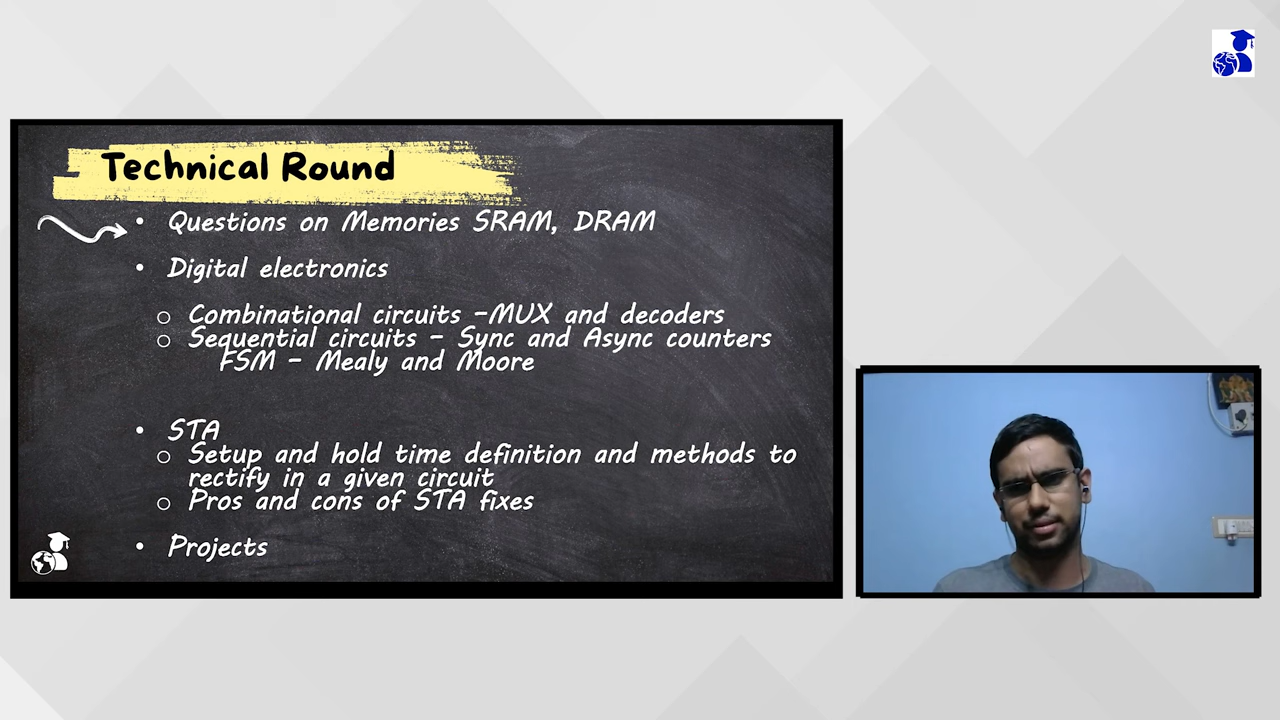 Technical Round
• Questions on Memories SRAM, DRAM
• Digital electronics
o Combinational circuits -MUX and decoders
o Sequential circuits - Sync and Async counters
FSM - Mealy and Moore
• STA
o Setup and hold time definition and methods to
rectify in a given circuit
o Pros and cons of STA fixes
• Projects